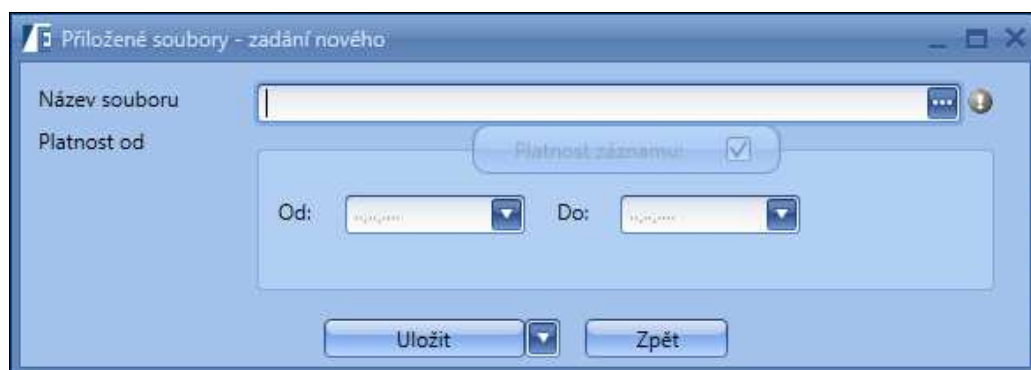 Přiložené soubory - zadání nového
Název souboru
Platnost od
Platnost záznamu:
Od:
Do:
Uložit
Zpět